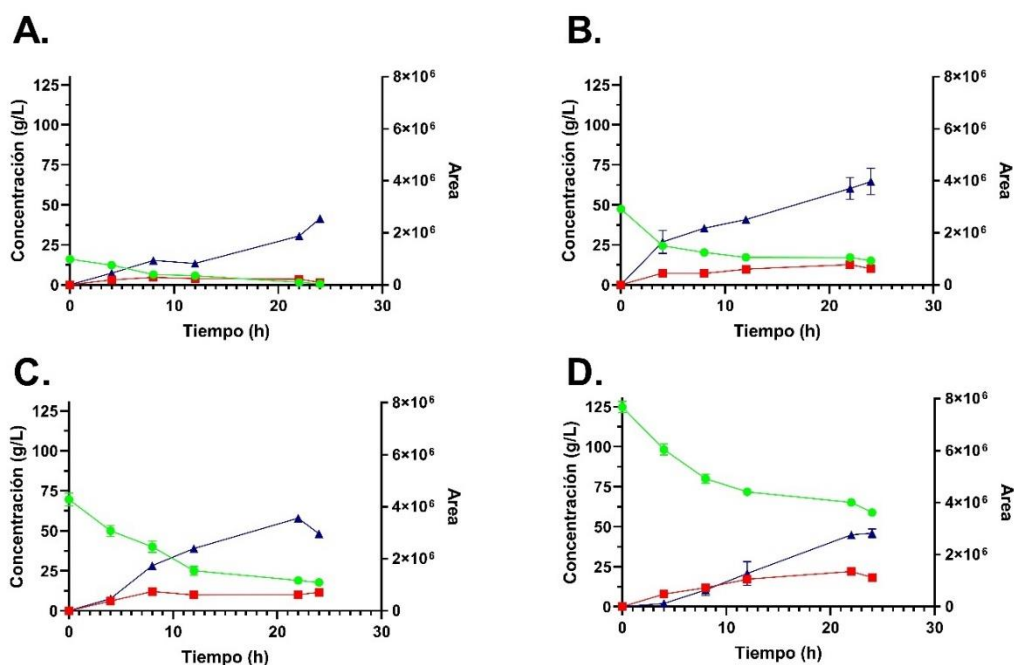 A.
Concentración (g/L)
125
100
75
50
25
0
8×10⁶
6×10⁶
4×10⁶
2×10⁶
0
Area
0 10 20 30
Tiempo (h)
B.
Concentración (g/L)
125
100
75
50
25
0
8×10⁶
6×10⁶
4×10⁶
2×10⁶
0
Area
0 10 20 30
Tiempo (h)
C.
Concentración (g/L)
125
100
75
50
25
0
8×10⁶
6×10⁶
4×10⁶
2×10⁶
0
Area
0 10 20 30
Tiempo (h)
D.
Concentración (g/L)
125
100
75
50
25
0
8×10⁶
6×10⁶
4×10⁶
2×10⁶
0
Area
0 10 20 30
Tiempo (h)